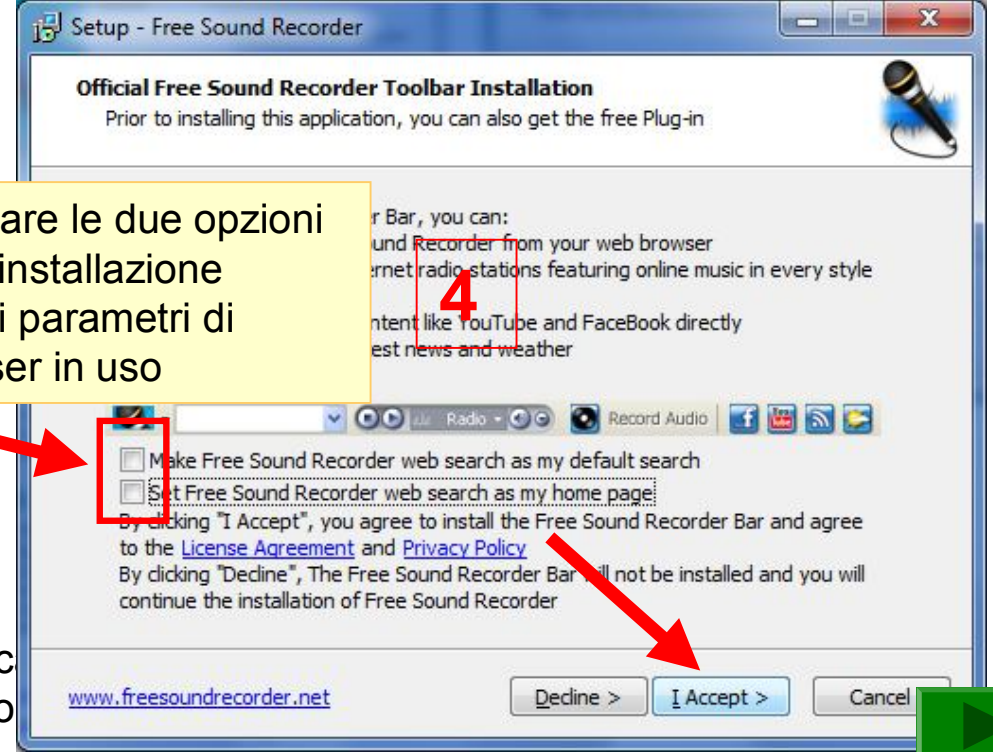 Setup - Free Sound Recorder
Official Free Sound Recorder Toolbar Installation
Prior to installing this application, you can also get the free Plug-in
are le due opzioni
installazione
i parametri di
ser in uso
r Bar, you can:
und Recorder from your web browser
ernet radio stations featuring online music in every style
4
ntent like YouTube and FaceBook directly
est news and weather
Radio
Record Audio
Make Free Sound Recorder web search as my default search
Set Free Sound Recorder web search as my home page
By clicking "I Accept", you agree to install the Free Sound Recorder Bar and agree
to the License Agreement and Privacy Policy
By clicking "Decline", The Free Sound Recorder Bar will not be installed and you will
continue the installation of Free Sound Recorder
www.freesoundrecorder.net
Decline >
I Accept >
Cancel